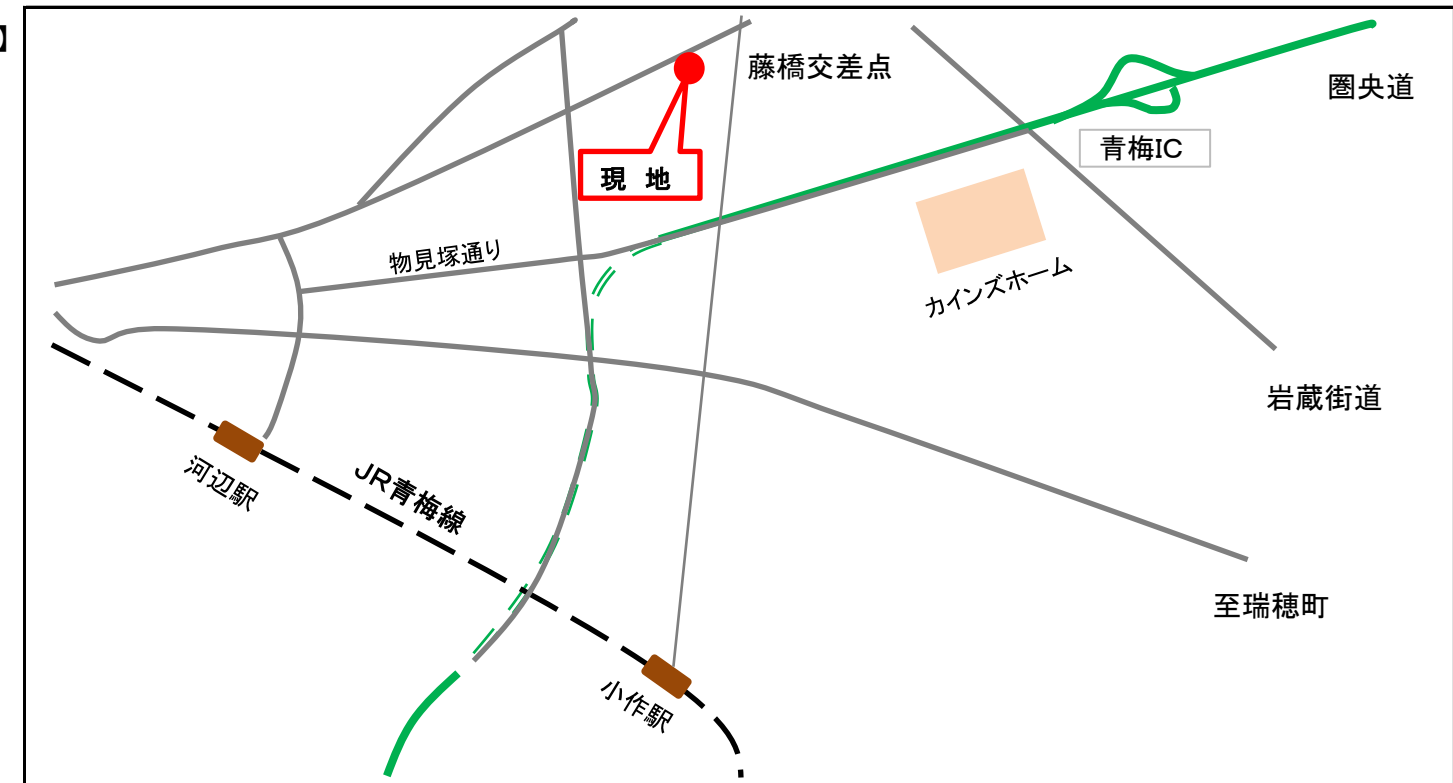 】
藤橋交差点
圏央道
青梅IC
現 地
物見塚通り
カインズホーム
岩蔵街道
河辺駅
JR青梅線
至瑞穂町
小作駅